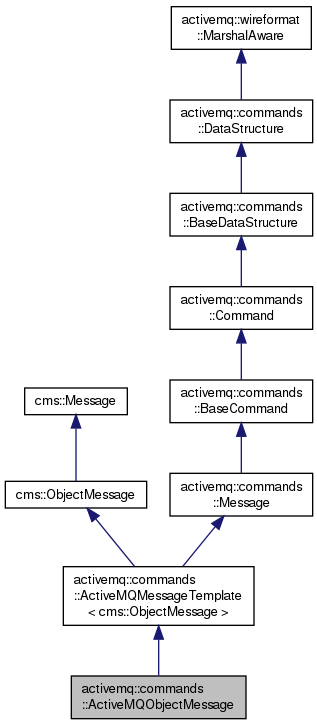 activemq::wireformat
::MarshalAware
activemq::commands
::DataStructure
activemq::commands
::BaseDataStructure
activemq::commands
::Command
activemq::commands
::BaseCommand
cms::Message
activemq::commands
::Message
cms::ObjectMessage
activemq::commands
::ActiveMQMessageTemplate
< cms::ObjectMessage >
activemq::commands
::ActiveMQObjectMessage